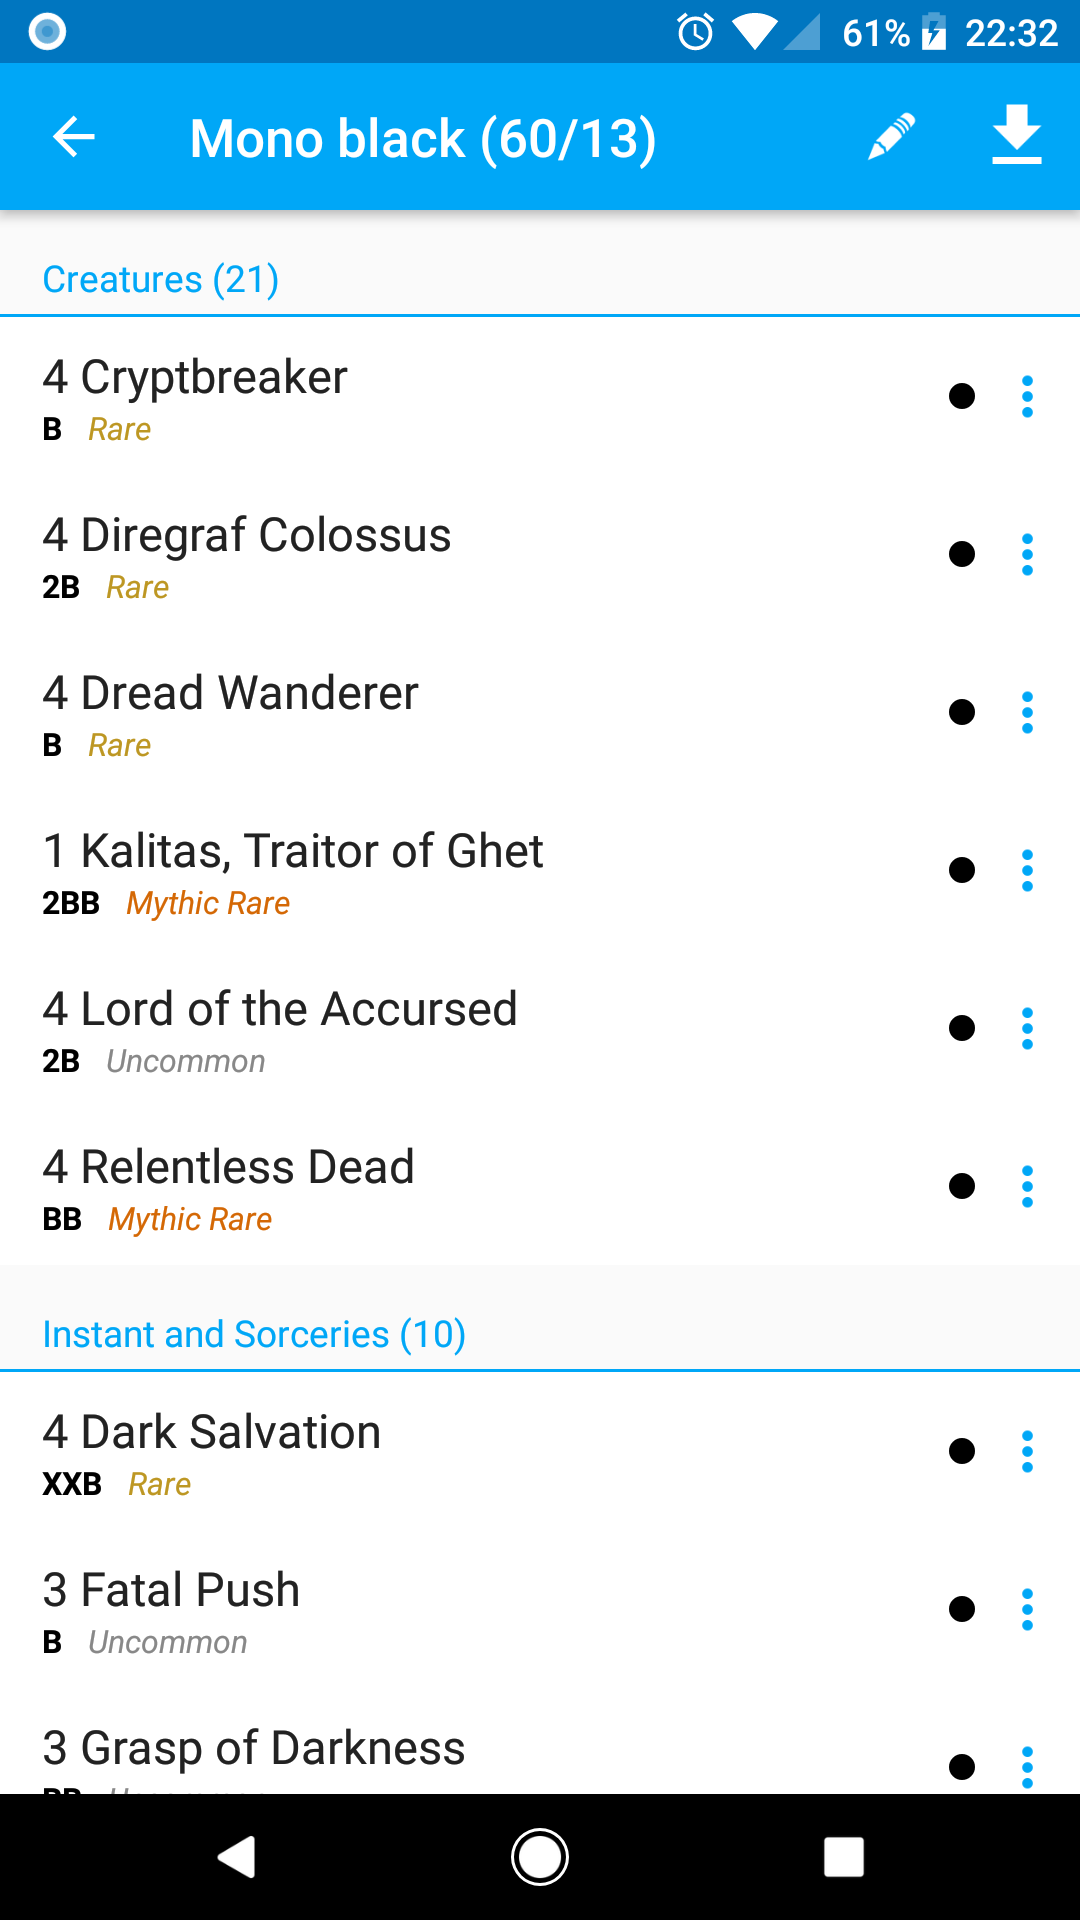 61% 22:32
Mono black (60/13)
Creatures (21)
4 Cryptbreaker
B Rare
4 Diregraf Colossus
2B Rare
4 Dread Wanderer
B Rare
1 Kalitas, Traitor of Ghet
2BB Mythic Rare
4 Lord of the Accursed
2B Uncommon
4 Relentless Dead
BB Mythic Rare
Instant and Sorceries (10)
4 Dark Salvation
XXB Rare
3 Fatal Push
B Uncommon
3 Grasp of Darkness